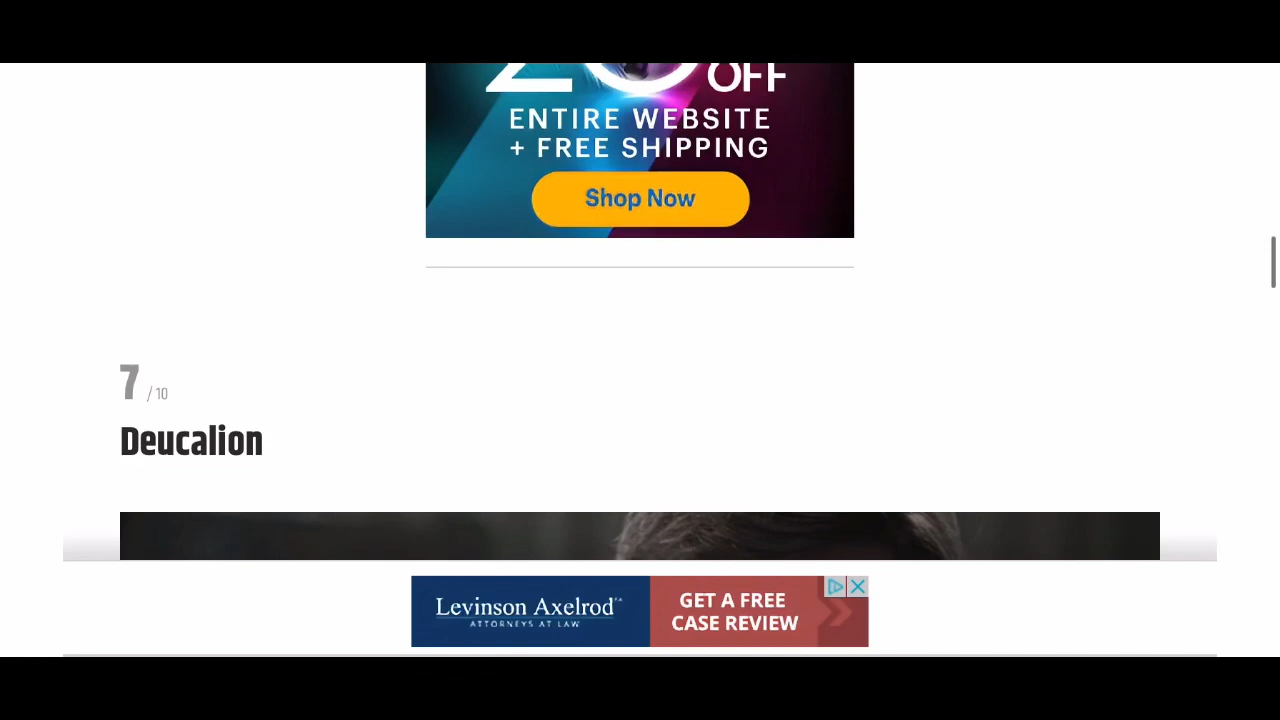 20 OFF
ENTIRE WEBSITE
+ FREE SHIPPING
Shop Now
7 / 10
Deucalion
Levinson Axelrod P.A.
ATTORNEYS AT LAW
GET A FREE
CASE REVIEW